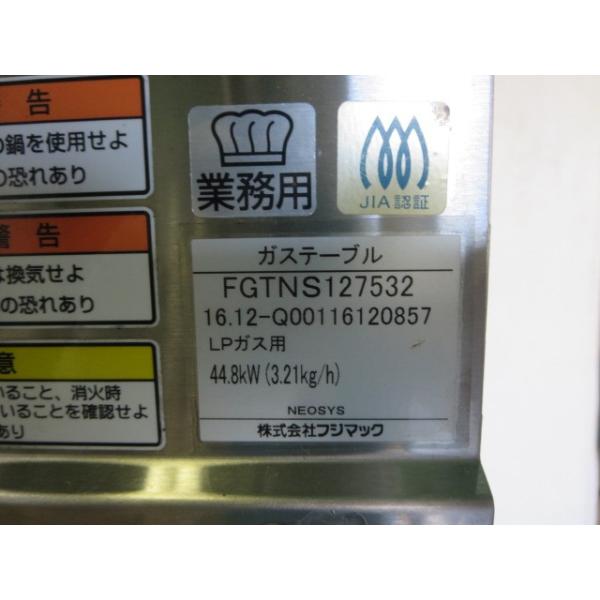 告
の鍋を使用せよ
の恐れあり
警告
は換気せよ
の恐れあり
意
いること、消火時
いることを確認せよ
あり
業務用
JIA認証
ガステーブル
FGTNS127532
16.12-Q00116120857
LPガス用
44.8kW(3.21kg/h)
NEOSYS
株式会社フジマック